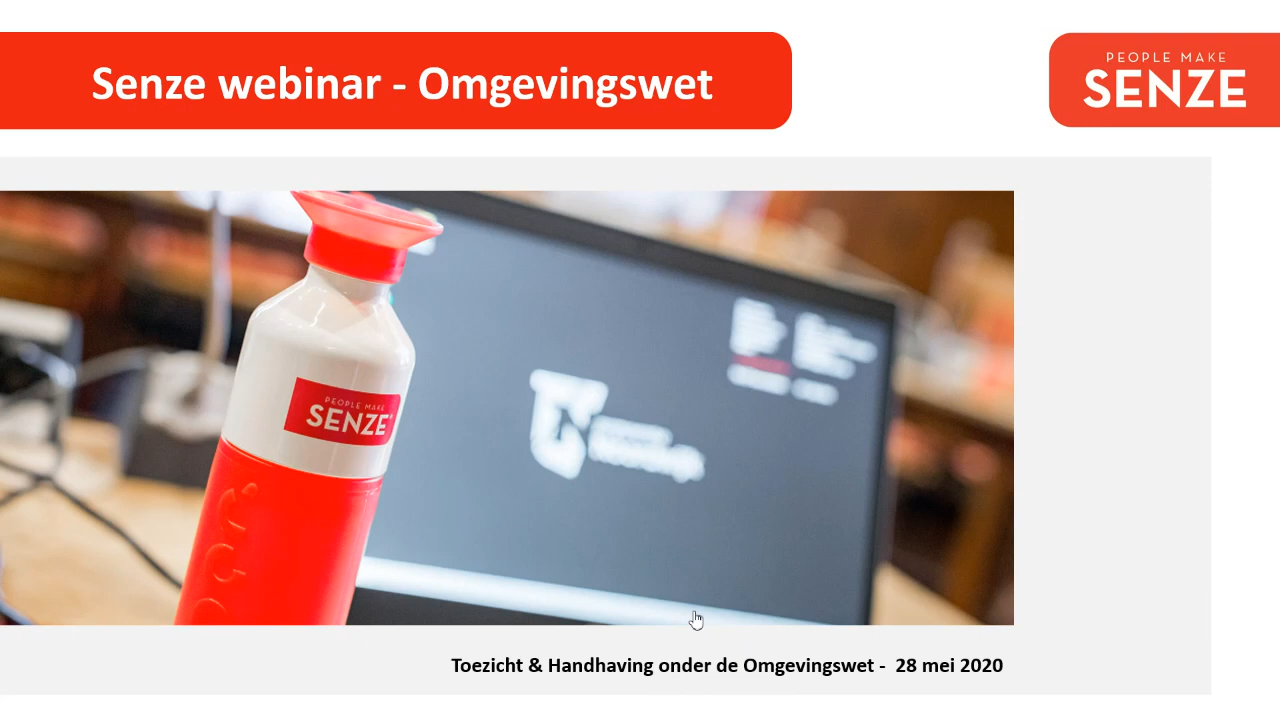 Senze webinar - Omgevingswet
PEOPLE MAKE
SENZE
PEOPLE MAKE
SENZE
Toezicht & Handhaving onder de Omgevingswet - 28 mei 2020